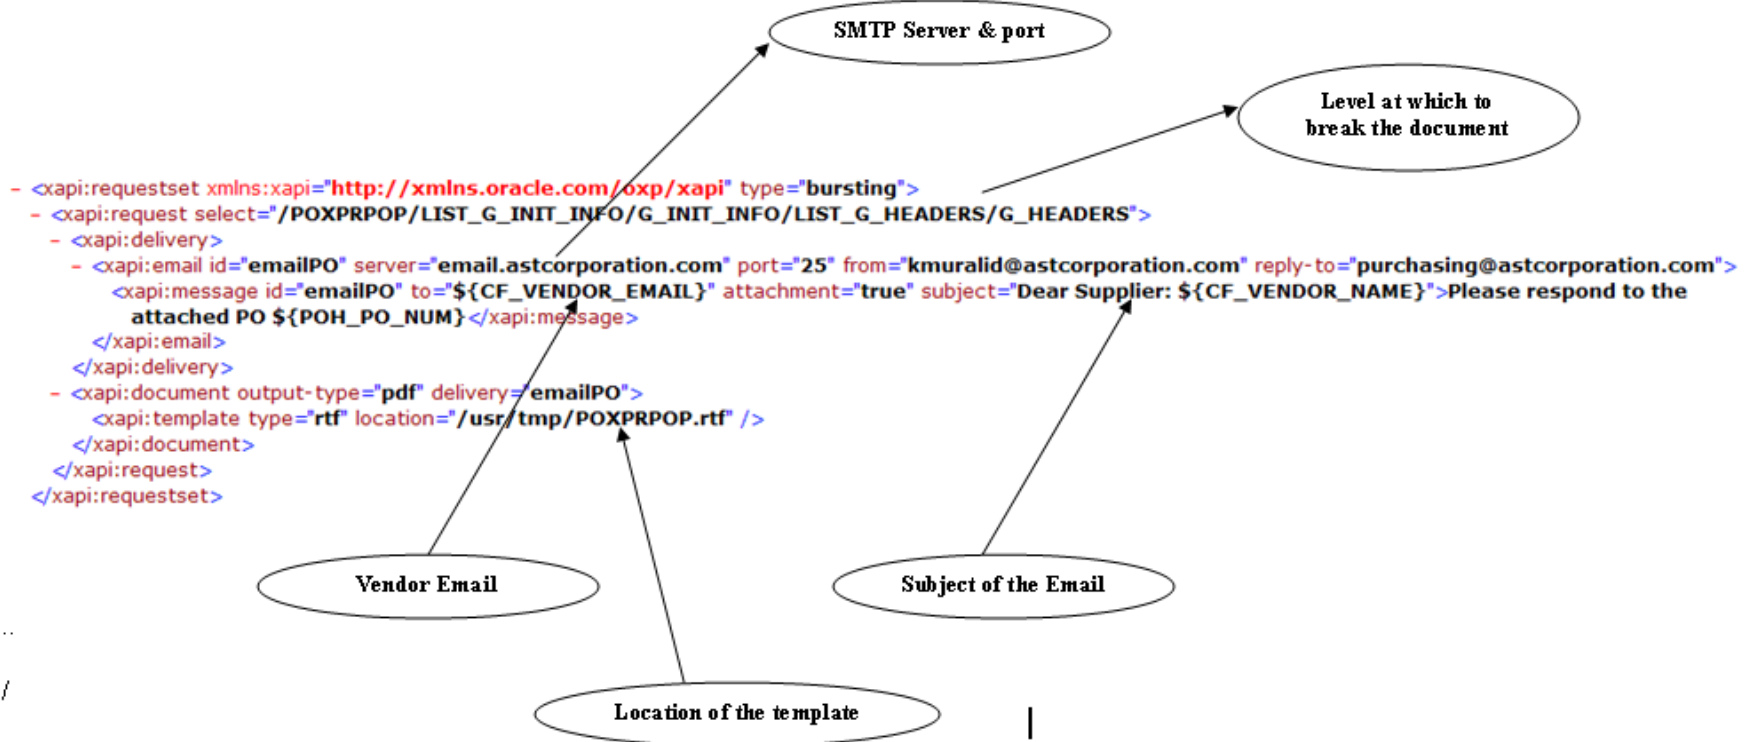 SMTP Server & port
Level at which to
break the document
- <xapi:requestset xmlns:xapi="http://xmlns.oracle.com/oxp/xapi" type="bursting">
- <xapi:request select="/POXPRPOP/LIST_G_INIT_INFO/G_INIT_INFO/LIST_G_HEADERS/G_HEADERS">
- <xapi:delivery>
- <xapi:email id="emailPO" server="email.astcorporation.com" port="25" from="kmuralid@astcorporation.com" reply-to="purchasing@astcorporation.com">
<xapi:message id="emailPO" to="${CF_VENDOR_EMAIL}" attachment="true" subject="Dear Supplier: ${CF_VENDOR_NAME}">Please respond to the
attached PO ${POH_PO_NUM}</xapi:message>
</xapi:email>
</xapi:delivery>
- <xapi:document output-type="pdf" delivery="emailPO">
<xapi:template type="rtf" location="/usr/tmp/POXPRPOP.rtf" />
</xapi:document>
</xapi:request>
</xapi:requestset>
Vendor Email
Subject of the Email
..
/
Location of the template